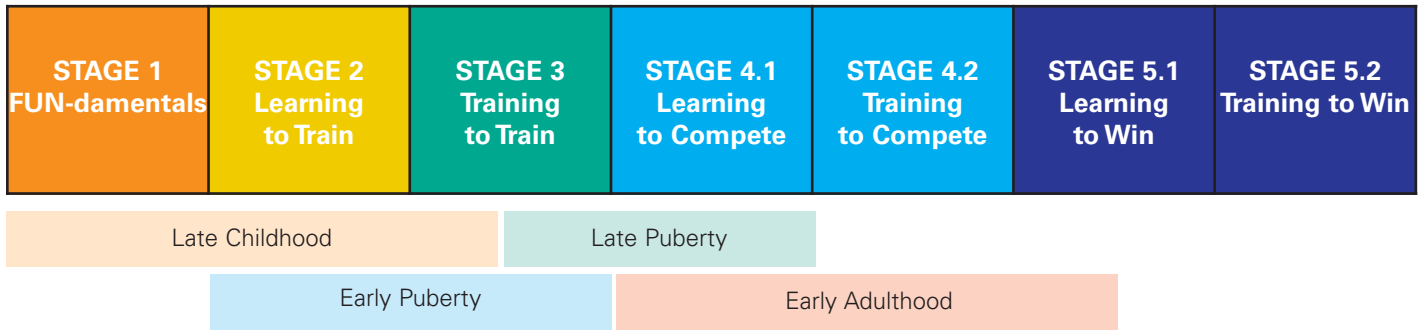 STAGE 1
FUN-damentals
STAGE 2
Learning
to Train
STAGE 3
Training
to Train
STAGE 4.1
Learning
to Compete
STAGE 4.2
Training
to Compete
STAGE 5.1
Learning
to Win
STAGE 5.2
Training to Win
Late Childhood
Late Puberty
Early Puberty
Early Adulthood